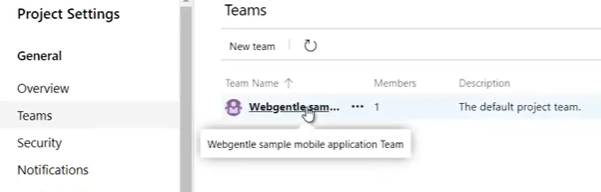 Project Settings
General
Overview
Teams
Security
Notifications
Teams
New team
Team Name Members Description
Webgentle sam... ... 1 The default project team.
Webgentle sample mobile application Team